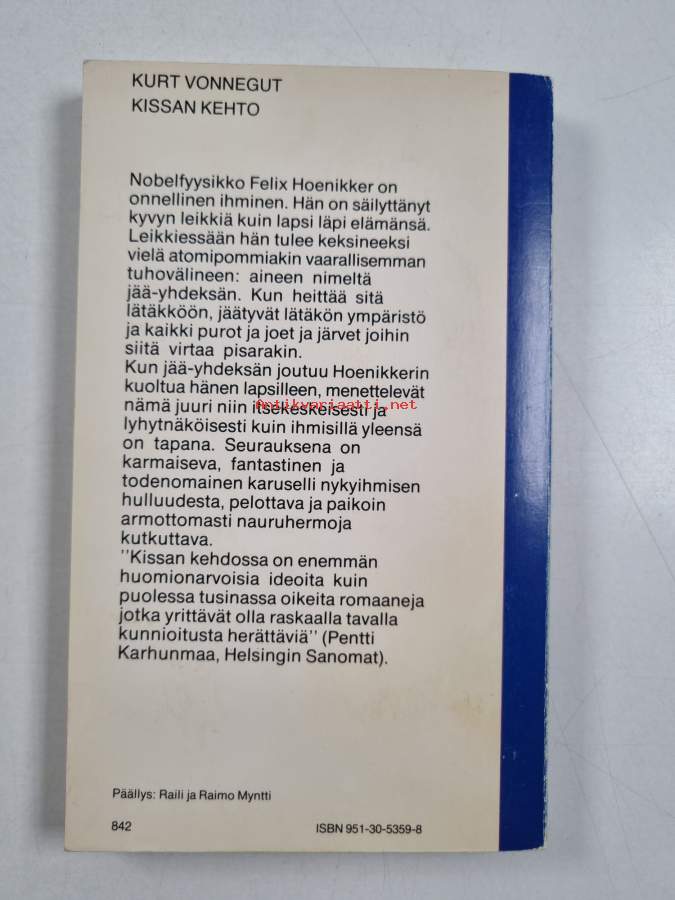 KURT VONNEGUT
KISSAN KEHTO
Nobelfyysikko Felix Hoenikker on
onnellinen ihminen. Hän on säilyttänyt
kyvyn leikkiä kuin lapsi läpi elämänsä.
Leikkiessään hän tulee keksineeksi
vielä atomipommiakin vaarallisemman
tuhovälineen: aineen nimeltä
jää-yhdeksän. Kun heittää sitä
lätäkköön, jäätyvät lätäkön ympäristö
ja kaikki purot ja joet ja järvet joihin
siitä virtaa pisarakin.
Kun jää-yhdeksän joutuu Hoenikkerin
kuoltua hänen lapsilleen, menettelevät
nämä juuri niin itsekeskeisesti ja
Antikvariaatti.net
lyhytnäköisesti kuin ihmisillä yleensä
on tapana. Seurauksena on
karmaiseva, fantastinen ja
todenomainen karuselli nykyihmisen
hulluudesta, pelottava ja paikoin
armottomasti nauruhermoja
kutkuttava.
''Kissan kehdossa on enemmän
huomionarvoisia ideoita kuin
puolessa tusinassa oikeita romaaneja
jotka yrittävät olla raskaalla tavalla
kunnioitusta herättäviä'' (Pentti
Karhunmaa, Helsingin Sanomat).
Päällys: Raili ja Raimo Myntti
842 ISBN 951-30-5359-8